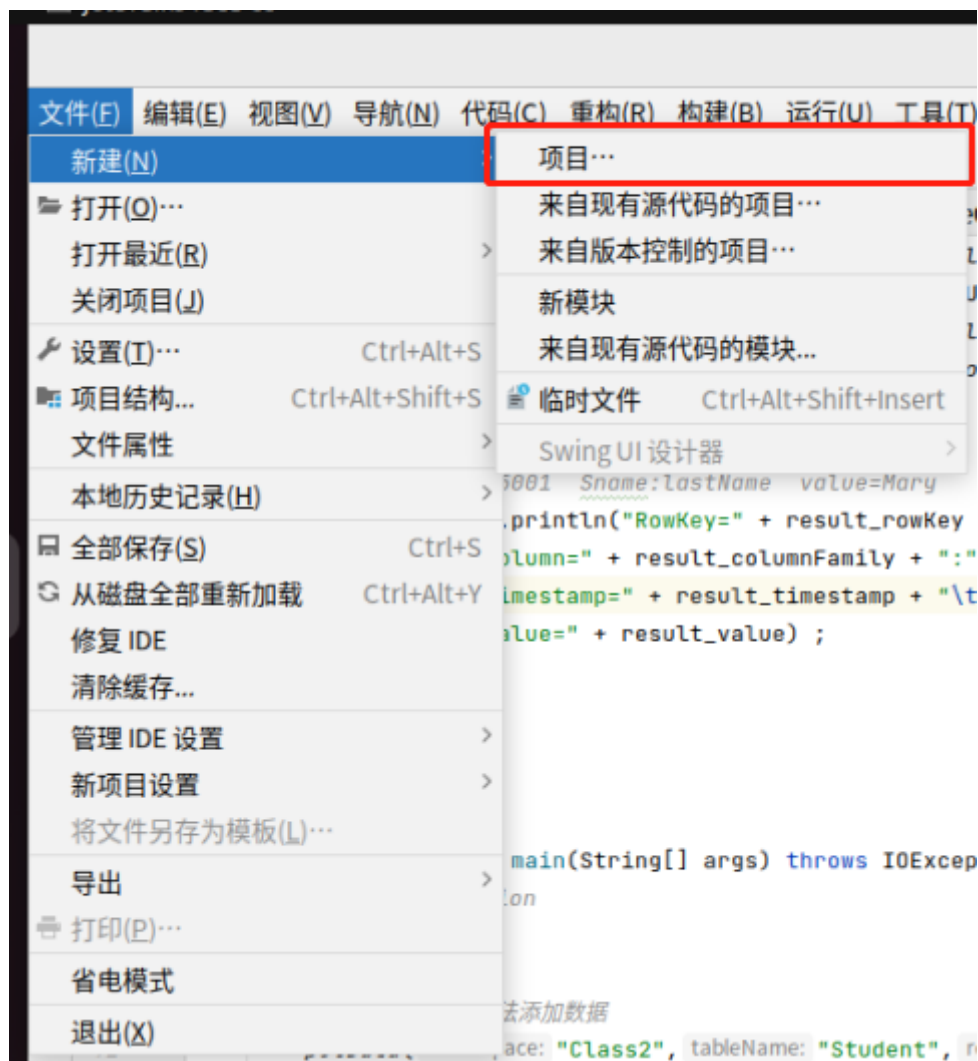 文件(F) 编辑(E) 视图(V) 导航(N) 代码(C) 重构(R) 构建(B) 运行(U) 工具(T)
新建(N)
打开(O)…
打开最近(R)
关闭项目(J)
设置(T)… Ctrl+Alt+S
项目结构... Ctrl+Alt+Shift+S
文件属性
本地历史记录(H)
全部保存(S) Ctrl+S
从磁盘全部重新加载 Ctrl+Alt+Y
修复 IDE
清除缓存...
管理 IDE 设置
新项目设置
将文件另存为模板(L)…
导出
打印(P)…
省电模式
退出(X)
项目…
来自现有源代码的项目…
来自版本控制的项目…
新模块
来自现有源代码的模块...
临时文件 Ctrl+Alt+Shift+Insert
Swing UI 设计器
5001 Sname:lastName value=Mary
.println("RowKey=" + result_rowKey
olumn=" + result_columnFamily + ":"
imestamp=" + result_timestamp + "\t
alue=" + result_value) ;
main(String[] args) throws IOExcep
ion
法添加数据
ace: "Class2", tableName: "Student",